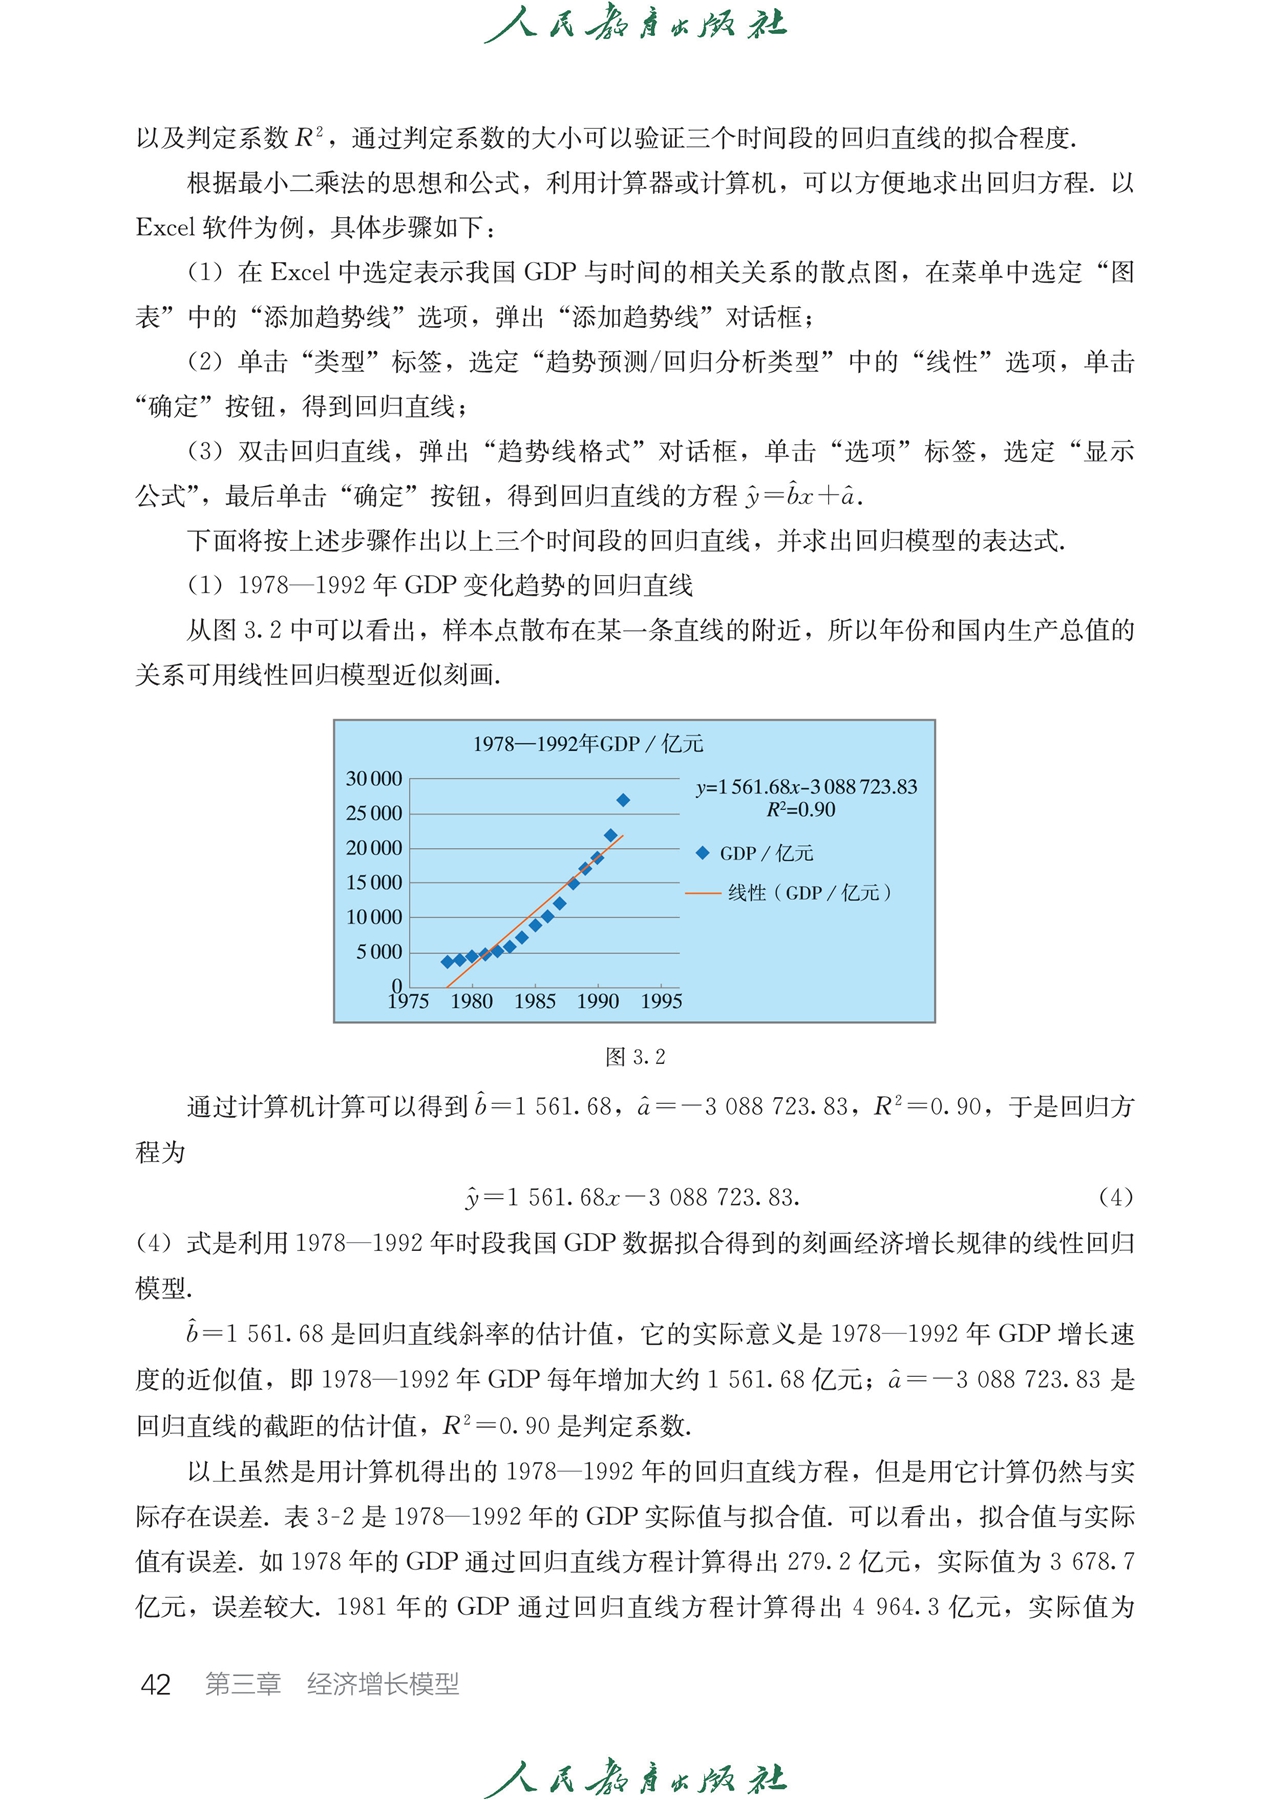 人民教育出版社
以及判定系数 R²，通过判定系数的大小可以验证三个时间段的回归直线的拟合程度.
根据最小二乘法的思想和公式，利用计算器或计算机，可以方便地求出回归方程. 以
Excel 软件为例，具体步骤如下：
（1）在 Excel 中选定表示我国 GDP 与时间的相关关系的散点图，在菜单中选定“图
表”中的“添加趋势线”选项，弹出“添加趋势线”对话框；
（2）单击“类型”标签，选定“趋势预测/回归分析类型”中的“线性”选项，单击
“确定”按钮，得到回归直线；
（3）双击回归直线，弹出“趋势线格式”对话框，单击“选项”标签，选定“显示
公式”，最后单击“确定”按钮，得到回归直线的方程 ŷ=b̂x+â.
下面将按上述步骤作出以上三个时间段的回归直线，并求出回归模型的表达式.
（1）1978—1992 年 GDP 变化趋势的回归直线
从图 3.2 中可以看出，样本点散布在某一条直线的附近，所以年份和国内生产总值的
关系可用线性回归模型近似刻画.
1978—1992年GDP／亿元
30 000
25 000
20 000
15 000
10 000
5 000
0
1975 1980 1985 1990 1995
y=1 561.68x-3 088 723.83
R²=0.90
GDP／亿元
线性（GDP／亿元）
图 3.2
通过计算机计算可以得到 b̂=1 561.68，â=-3 088 723.83，R²=0.90，于是回归方
程为
ŷ=1 561.68x-3 088 723.83. （4）
（4）式是利用 1978—1992 年时段我国 GDP 数据拟合得到的刻画经济增长规律的线性回归
模型.
b̂=1 561.68 是回归直线斜率的估计值，它的实际意义是 1978—1992 年 GDP 增长速
度的近似值，即 1978—1992 年 GDP 每年增加大约 1 561.68 亿元；â=-3 088 723.83 是
回归直线的截距的估计值，R²=0.90 是判定系数.
以上虽然是用计算机得出的 1978—1992 年的回归直线方程，但是用它计算仍然与实
际存在误差. 表 3-2 是 1978—1992 年的 GDP 实际值与拟合值. 可以看出，拟合值与实际
值有误差. 如 1978 年的 GDP 通过回归直线方程计算得出 279.2 亿元，实际值为 3 678.7
亿元，误差较大. 1981 年的 GDP 通过回归直线方程计算得出 4 964.3 亿元，实际值为
42 第三章 经济增长模型
人民教育出版社